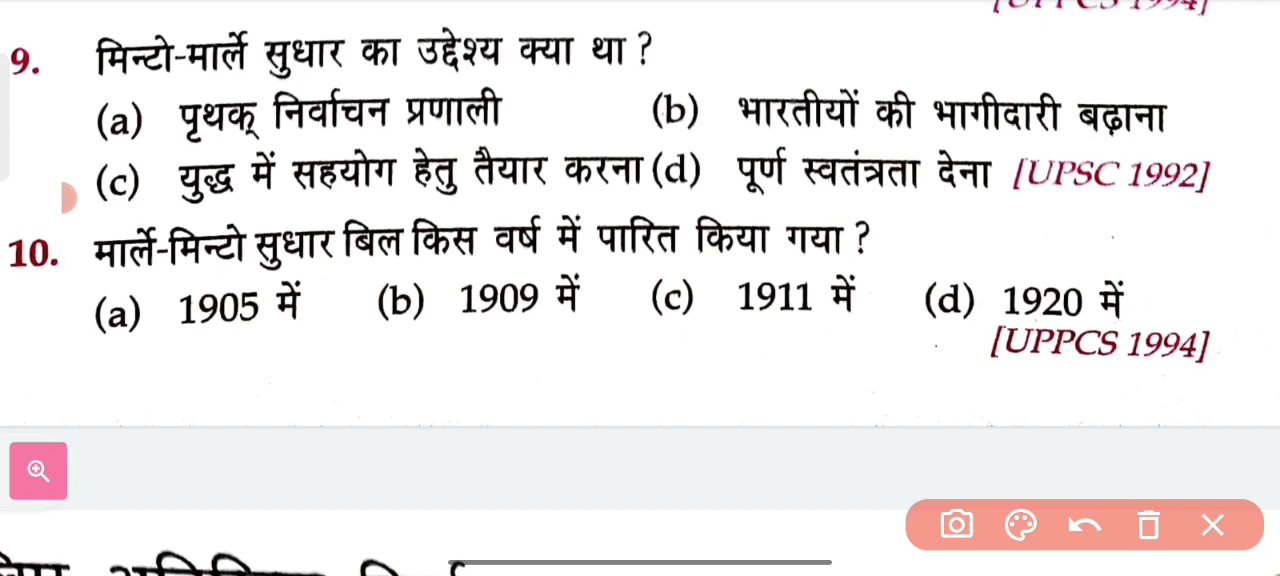 9. मिन्टो-मार्ले सुधार का उद्देश्य क्या था ?
(a) पृथक् निर्वाचन प्रणाली (b) भारतीयों की भागीदारी बढ़ाना
(c) युद्ध में सहयोग हेतु तैयार करना (d) पूर्ण स्वतंत्रता देना [UPSC 1992]
10. मार्ले-मिन्टो सुधार बिल किस वर्ष में पारित किया गया ?
(a) 1905 में (b) 1909 में (c) 1911 में (d) 1920 में
[UPPCS 1994]